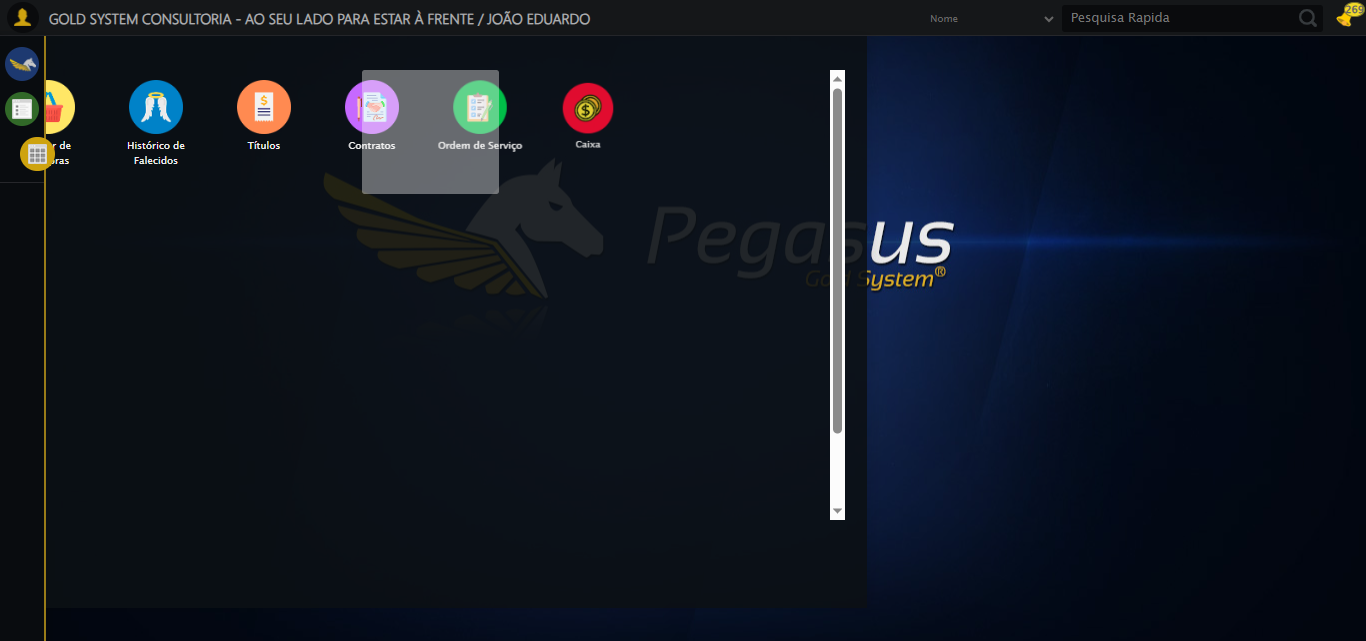 GOLD SYSTEM CONSULTORIA - AO SEU LADO PARA ESTAR À FRENTE / JOÃO EDUARDO
Nome
Pesquisa Rapida
269
de
Histórico de
Falecidos
Títulos
Contratos
Ordem de Serviço
Caixa
Pegasus
Gold System®